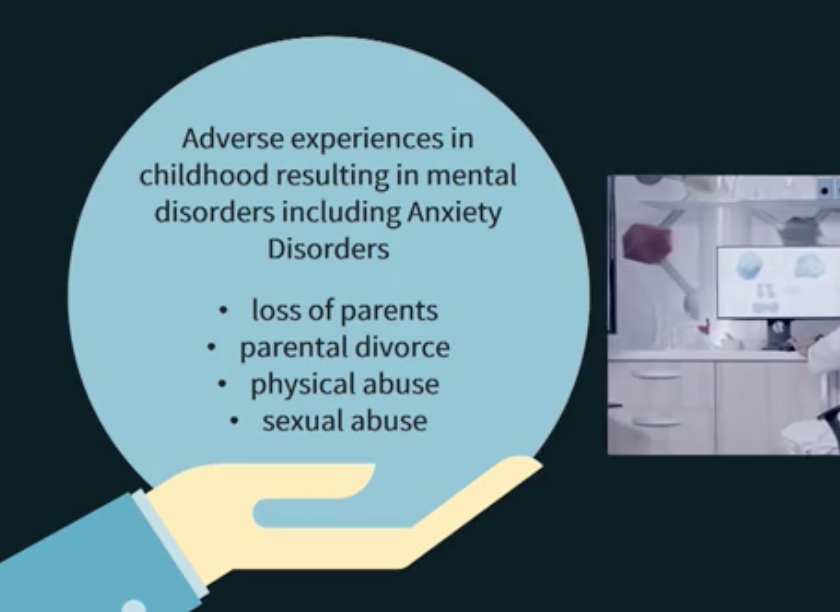 Adverse experiences in
childhood resulting in mental
disorders including Anxiety
Disorders
• loss of parents
• parental divorce
• physical abuse
• sexual abuse